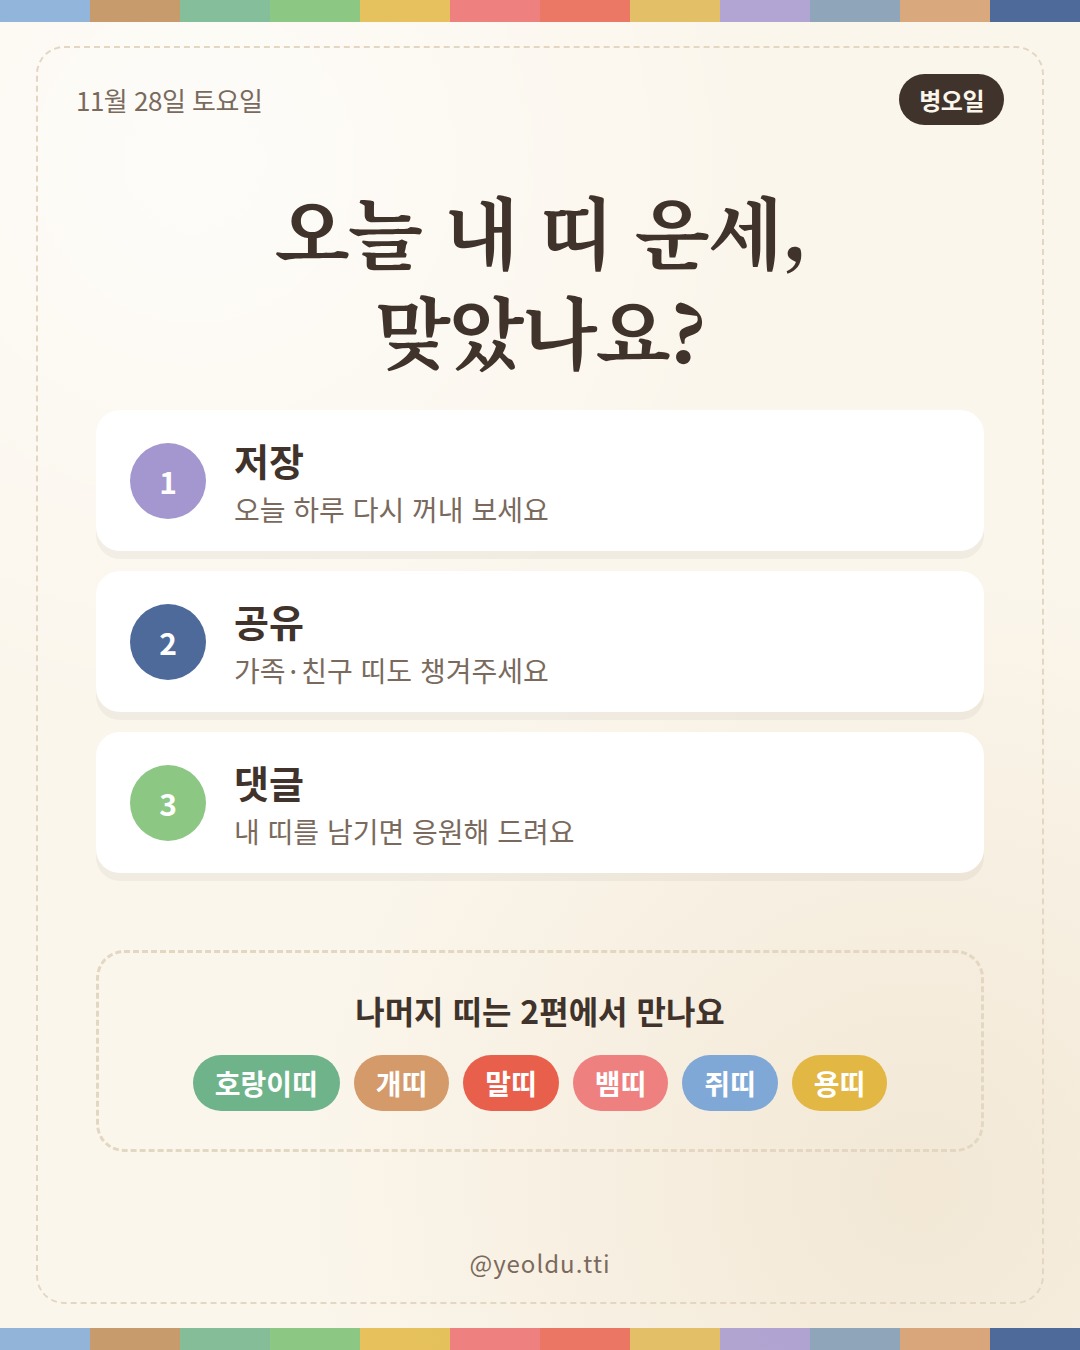 11월 28일 토요일
병오일
오늘 내 띠 운세,
맞았나요?
1
저장
오늘 하루 다시 꺼내 보세요
2
공유
가족·친구 띠도 챙겨주세요
3
댓글
내 띠를 남기면 응원해 드려요
나머지 띠는 2편에서 만나요
호랑이띠 개띠 말띠 뱀띠 쥐띠 용띠
@yeoldu.tti